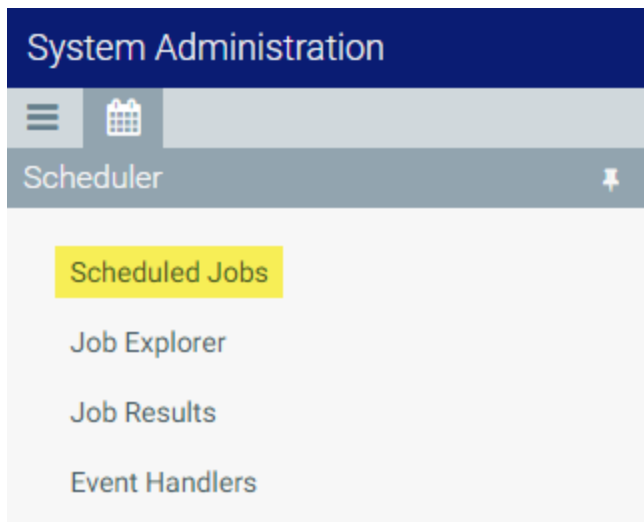 System Administration
Scheduler
Scheduled Jobs
Job Explorer
Job Results
Event Handlers